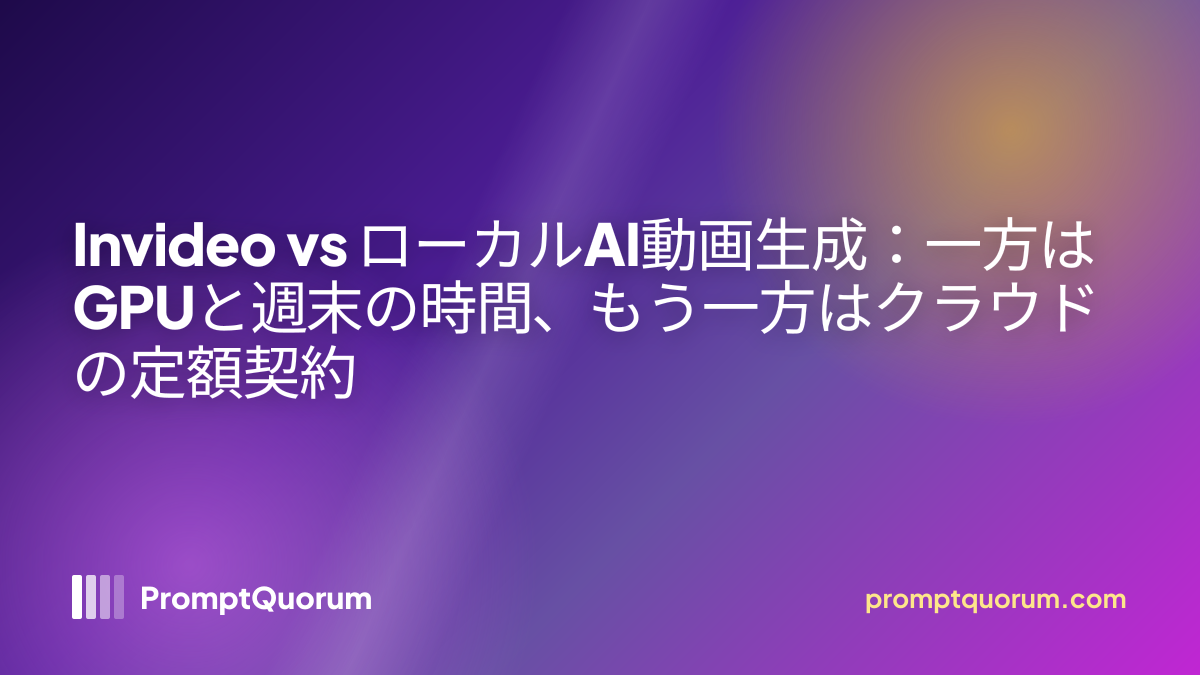 Invideo vs ローカルAI動画生成：一方は
GPUと週末の時間、もう一方はクラウド
の定額契約
PromptQuorum
promptquorum.com